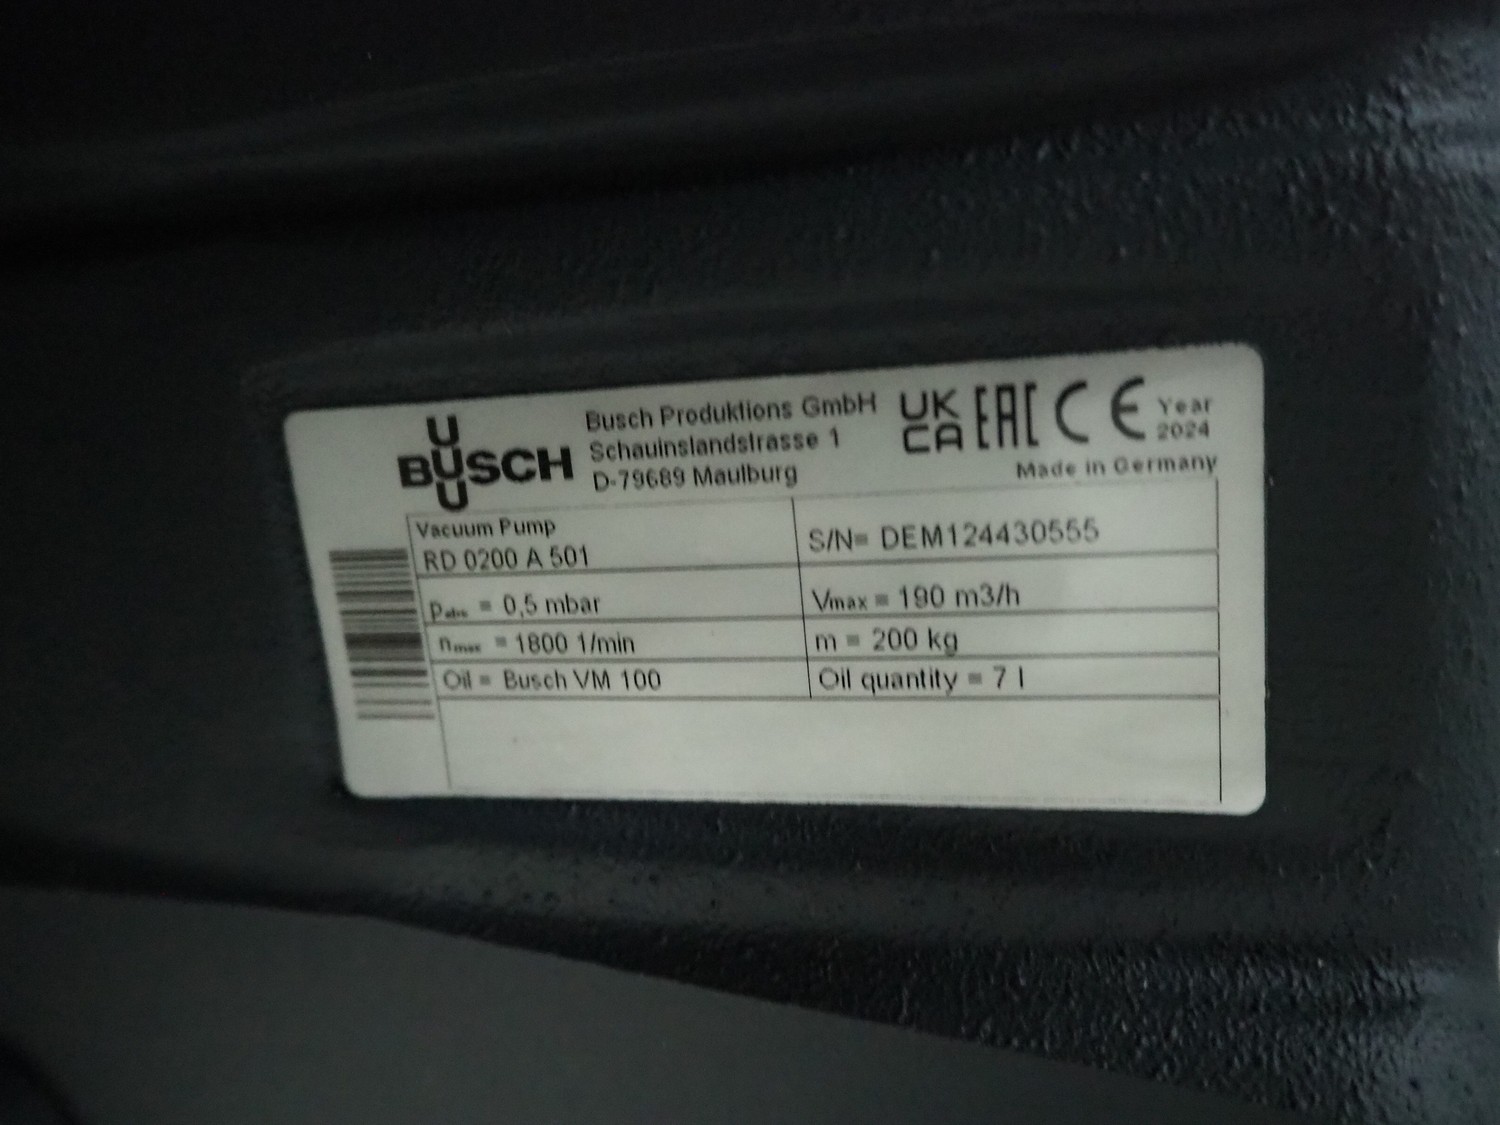 BUSCH
Busch Produktions GmbH
Schauinslandstrasse 1
D-79689 Maulburg
UK
CA EAC CE
Year
2024
Made in Germany
Vacuum Pump
RD 0200 A 501
S/N= DEM124430555
Pabs = 0,5 mbar
Vmax = 190 m3/h
nmax = 1800 1/min
m = 200 kg
Oil = Busch VM 100
Oil quantity = 7 l